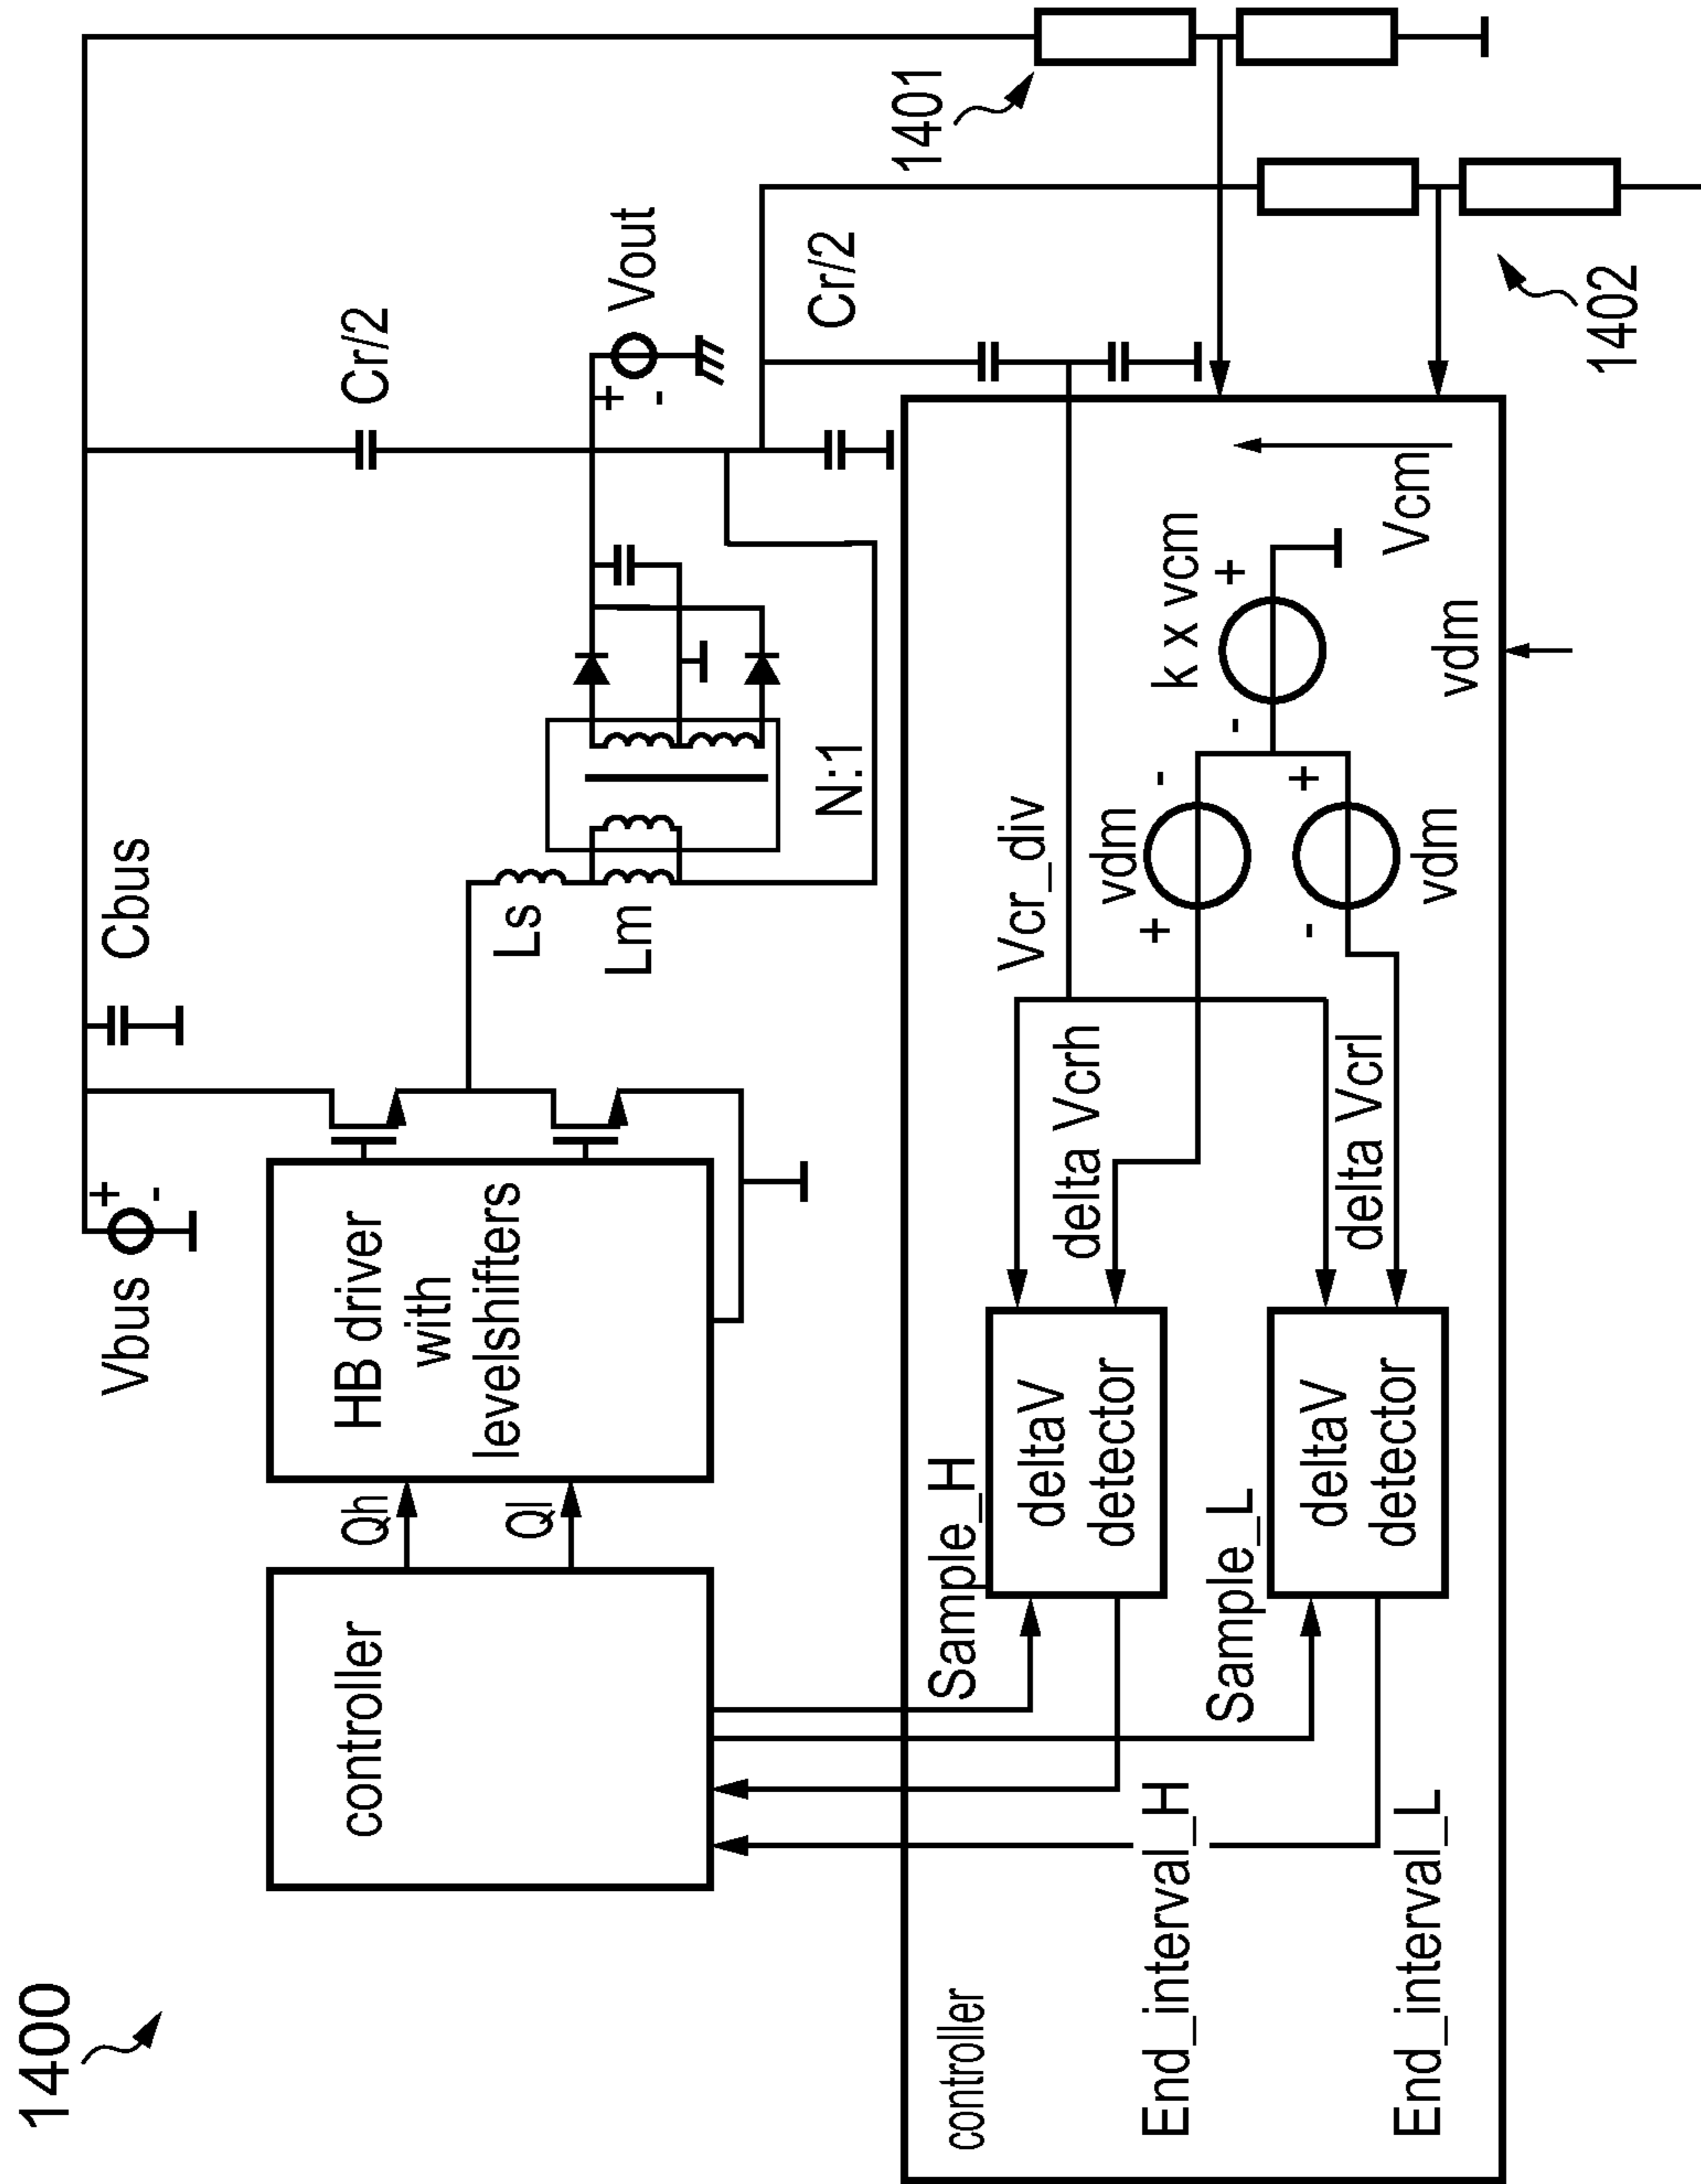 1400
Vbus
+
-
Cbus
controller
Qh
Ql
HB driver
with
levelshifters
Ls
Lm
N:1
Cr/2
+
-
Vout
Cr/2
1401
1402
controller
Sample_H
deltaV
detector
End_interval_H
Sample_L
deltaV
detector
End_interval_L
Vcr_div
delta Vcrh
delta Vcrl
+
vdm
-
-
vdm
+
-
k x vcm
+
Vcm
vdm